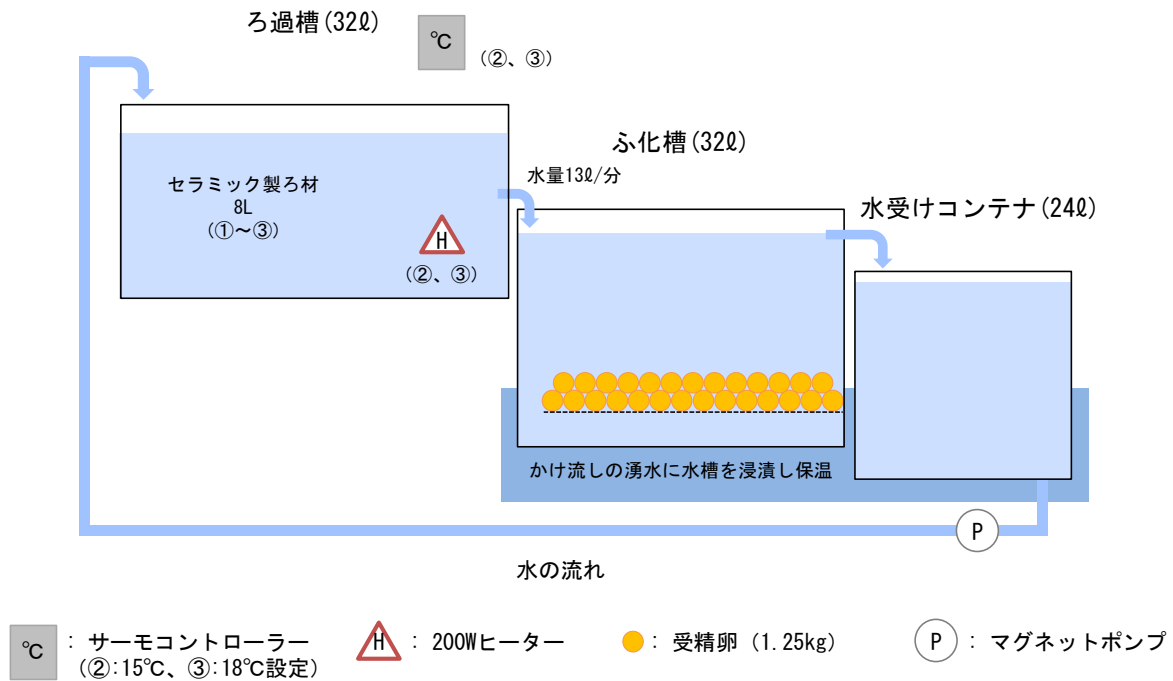 ろ過槽(32ℓ)
℃
(②、③)
ふ化槽(32ℓ)
水量13ℓ/分
セラミック製ろ材
8L
(①～③)
H
(②、③)
水受けコンテナ(24ℓ)
かけ流しの湧水に水槽を浸漬し保温
P
水の流れ
℃
: サーモコントローラー
(②:15℃、③:18℃設定)
H
: 200Wヒーター
: 受精卵 (1.25kg)
P
: マグネットポンプ